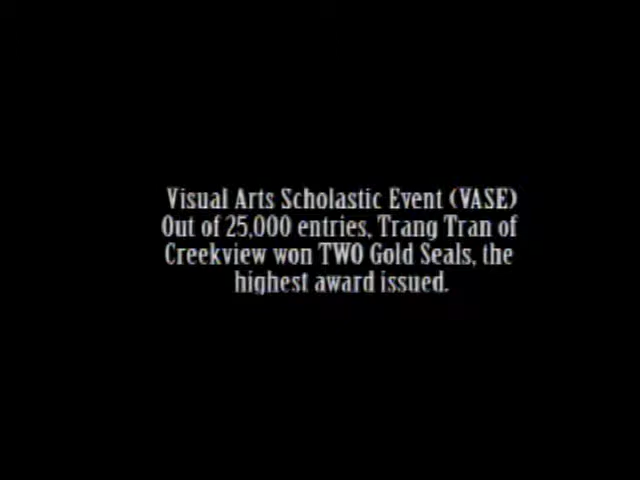 Visual Arts Scholastic Event (VASE)
Out of 25,000 entries, Trang Tran of
Creekview won TWO Gold Seals, the
highest award issued.